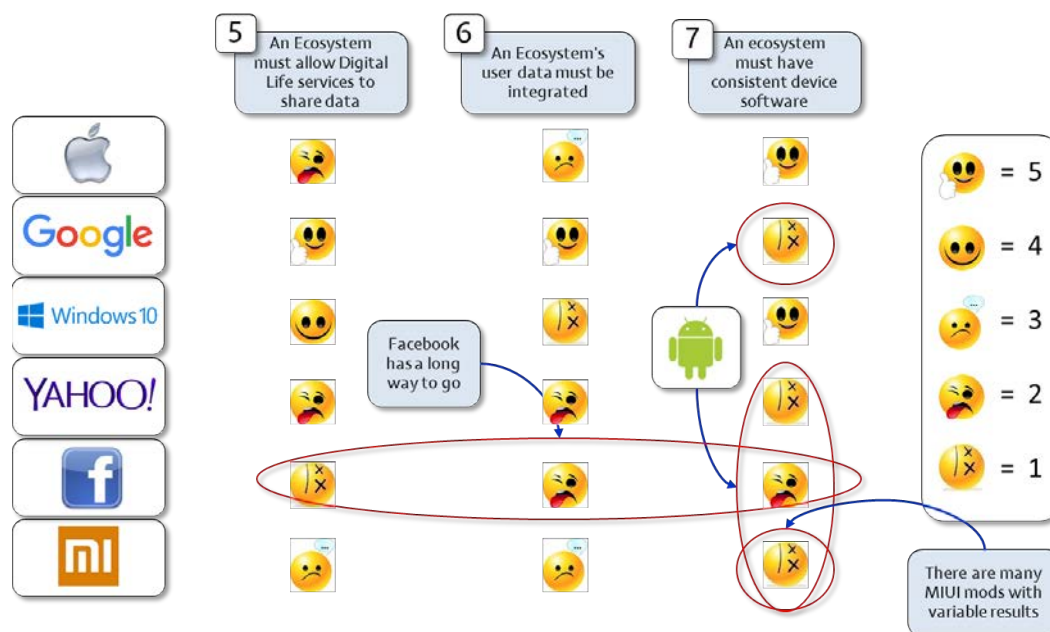 5
An Ecosystem
must allow Digital
Life services to
share data
6
An Ecosystem's
user data must be
integrated
7
An ecosystem
must have
consistent device
software
Google
Windows 10
YAHOO!
f
mi
Facebook
has a long
way to go
= 5
= 4
= 3
= 2
= 1
There are many
MIUI mods with
variable results